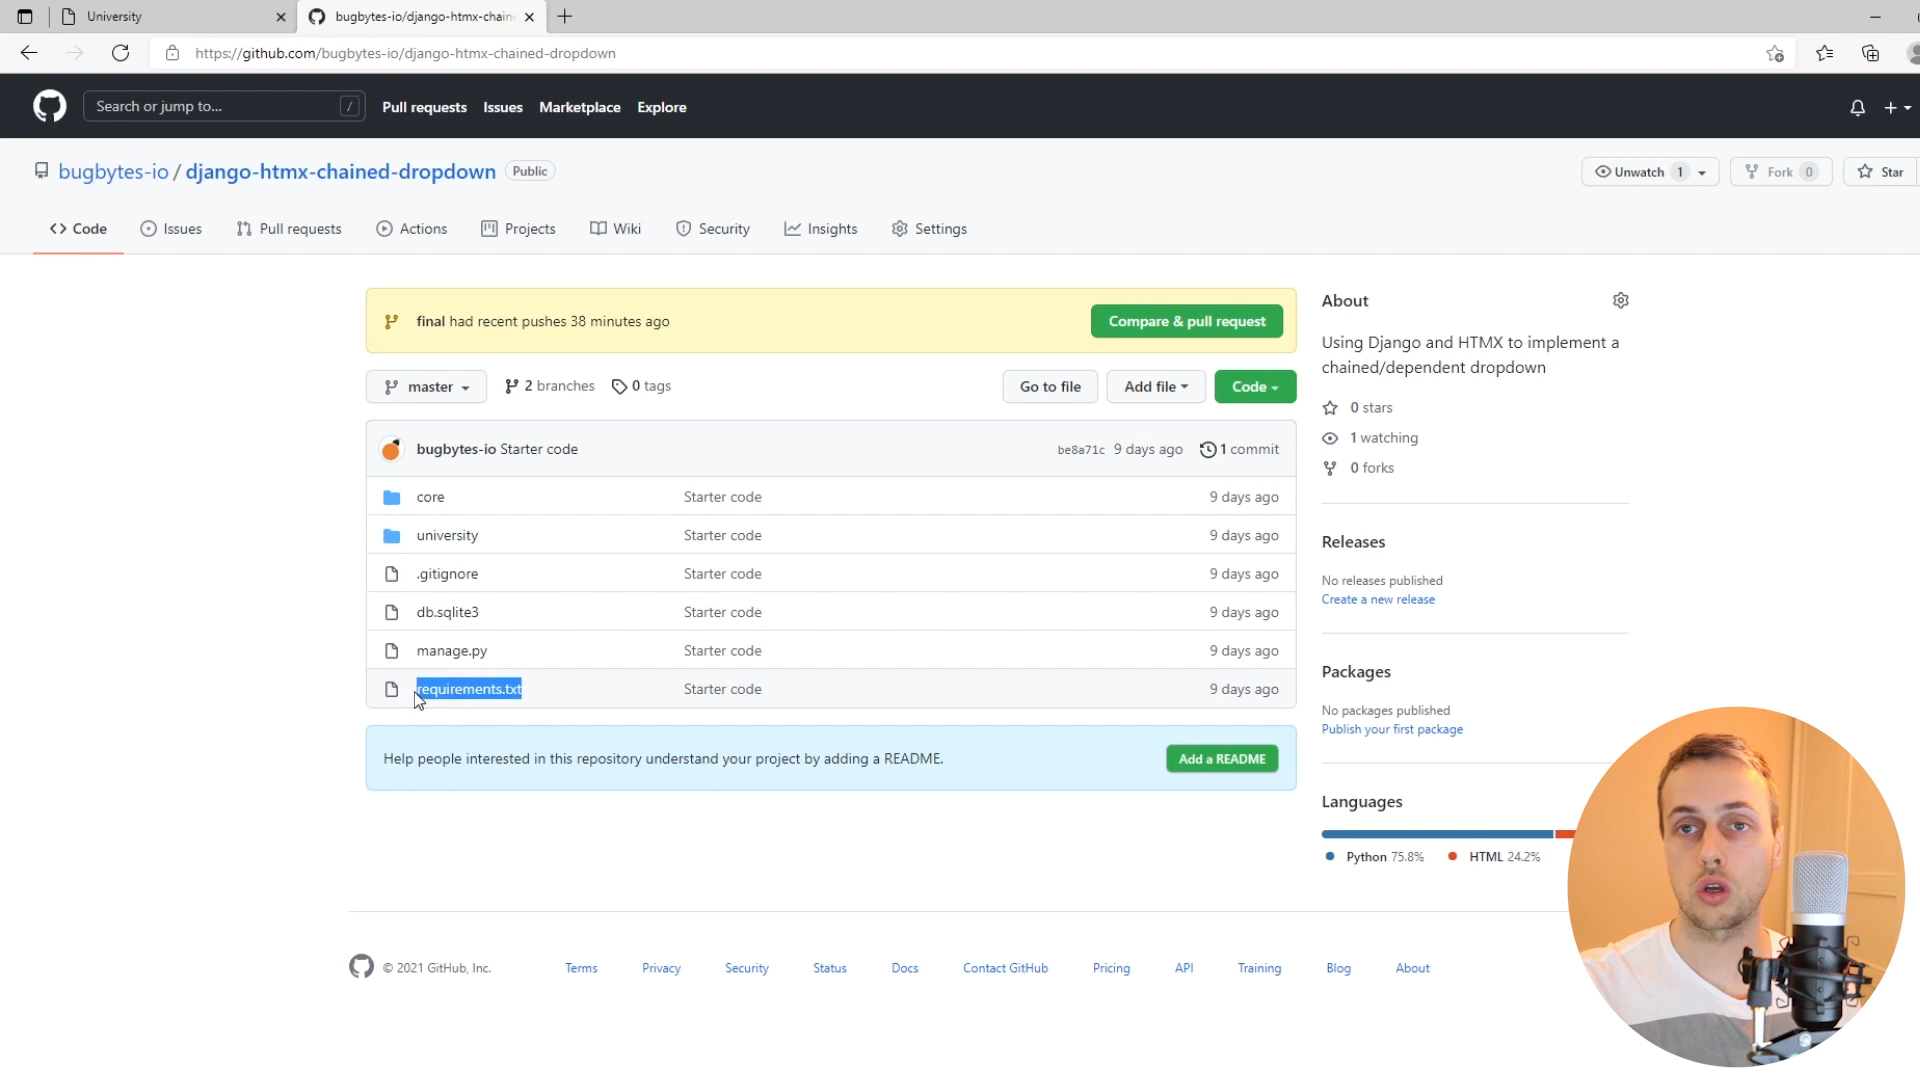 University
bugbytes-io/django-htmx-chain
https://github.com/bugbytes-io/django-htmx-chained-dropdown
Search or jump to...
/
Pull requests
Issues
Marketplace
Explore
bugbytes-io / django-htmx-chained-dropdown
Public
Unwatch 1
Fork 0
Star
Code
Issues
Pull requests
Actions
Projects
Wiki
Security
Insights
Settings
final had recent pushes 38 minutes ago
Compare & pull request
master
2 branches
0 tags
Go to file
Add file
Code
bugbytes-io Starter code
be8a71c 9 days ago
1 commit
core Starter code 9 days ago
university Starter code 9 days ago
.gitignore Starter code 9 days ago
db.sqlite3 Starter code 9 days ago
manage.py Starter code 9 days ago
requirements.txt Starter code 9 days ago
Help people interested in this repository understand your project by adding a README.
Add a README
About
Using Django and HTMX to implement a
chained/dependent dropdown
0 stars
1 watching
0 forks
Releases
No releases published
Create a new release
Packages
No packages published
Publish your first package
Languages
Python 75.8%
HTML 24.2%
© 2021 GitHub, Inc.
Terms
Privacy
Security
Status
Docs
Contact GitHub
Pricing
API
Training
Blog
About